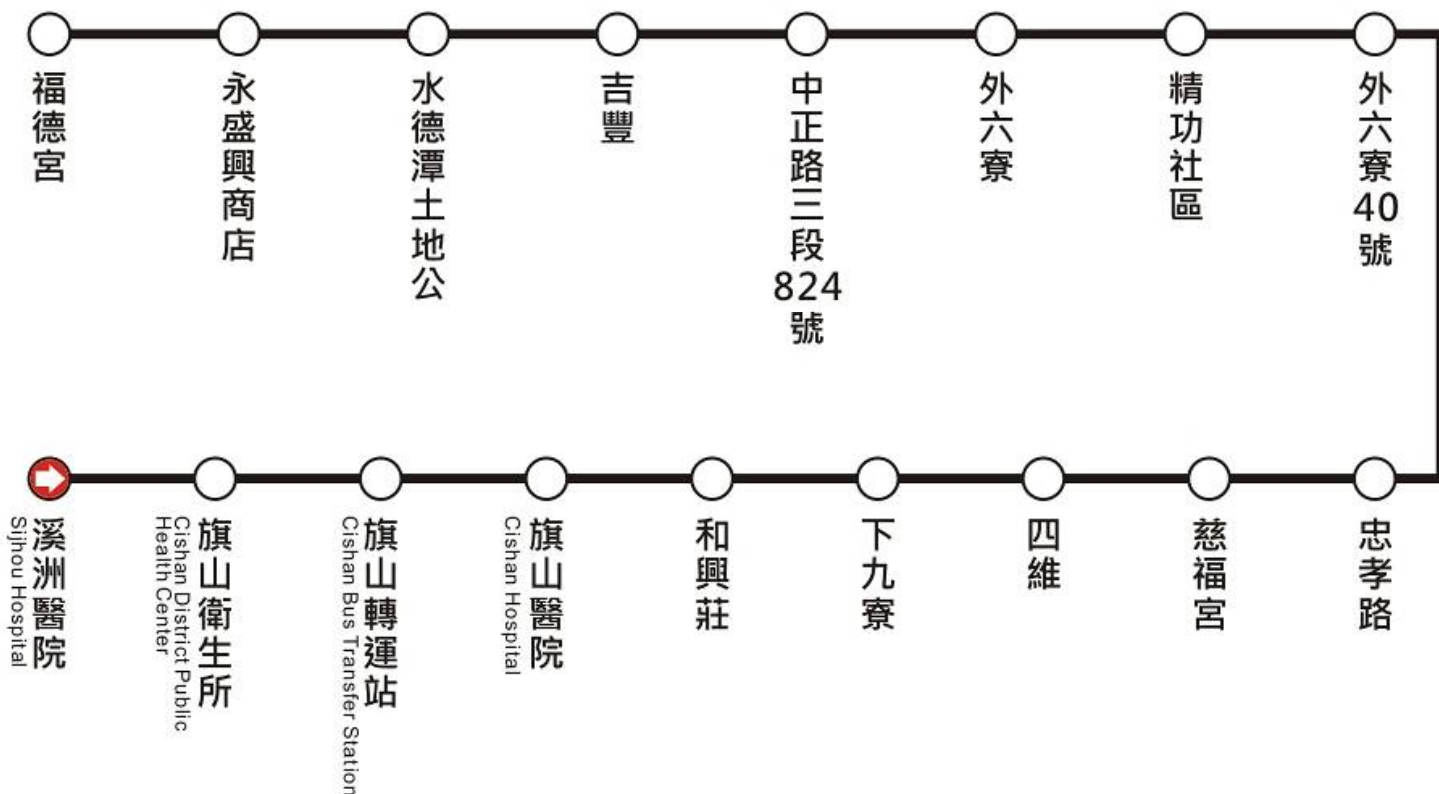 福德宮
永盛興商店
水德潭土地公
吉豐
中正路三段824號
外六寮
精功社區
外六寮40號
溪洲醫院
Sijhou Hospital
旗山衛生所
Cishan District Public
Health Center
旗山轉運站
Cishan Bus Transfer Station
旗山醫院
Cishan Hospital
和興莊
下九寮
四維
慈福宮
忠孝路